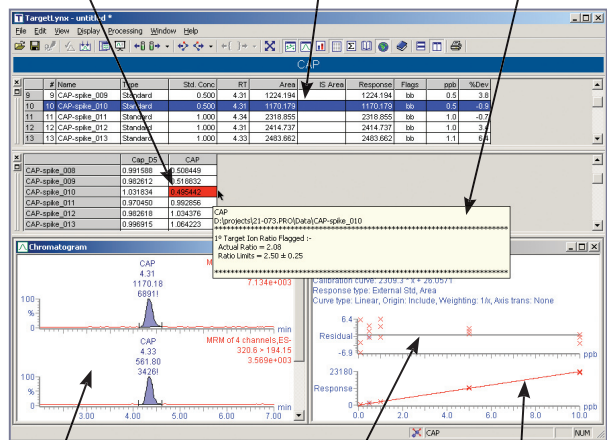 TargetLynx - untitled *
File Edit View Display Processing Window Help
CAP
# Name Type Std. Conc RT Area IS Area Response Flags ppb %Dev
9 9 CAP-spike_009 Standard 0.500 4.31 1224.194 1224.194 bb 0.5 3.8
10 10 CAP-spike_010 Standard 0.500 4.31 1170.179 1170.179 bb 0.5 -0.9
11 11 CAP-spike_011 Standard 1.000 4.34 2318.855 2318.855 bb 1.0 -0.7
12 12 CAP-spike_012 Standard 1.000 4.31 2414.737 2414.737 bb 1.0 3.4
13 13 CAP-spike_013 Standard 1.000 4.33 2483.662 2483.662 bb 1.1 6.4
Cap_D5 CAP
CAP-spike_008 0.991588 0.508449
CAP-spike_009 0.982612 0.518832
CAP-spike_010 1.031834 0.495442
CAP-spike_011 0.970450 0.992856
CAP-spike_012 0.982618 1.034376
CAP-spike_013 0.996915 1.064223
CAP
D:\projects\21-073.PRO\Data\CAP-spike_010
1º Target Ion Ratio Flagged :-
Actual Ratio = 2.08
Ratio Limits = 2.50 ± 0.25
Chromatogram
CAP
4.31
1170.18
6891!
7.134e+003
100
%
0
min
CAP
4.33
561.80
3426!
MRM of 4 channels,ES-
320.6 > 194.15
3.569e+003
100
%
0
min
3.00 4.00 5.00 6.00 7.00
Calibration curve: 2309.3 * x + 26.0571
Response type: External Std, Area
Curve type: Linear, Origin: Include, Weighting: 1/x, Axis trans: None
6.4
Residual
-6.9
ppb
23180
Response
0
ppb
0.0 2.0 4.0 6.0 8.0 10.0
CAP NUM